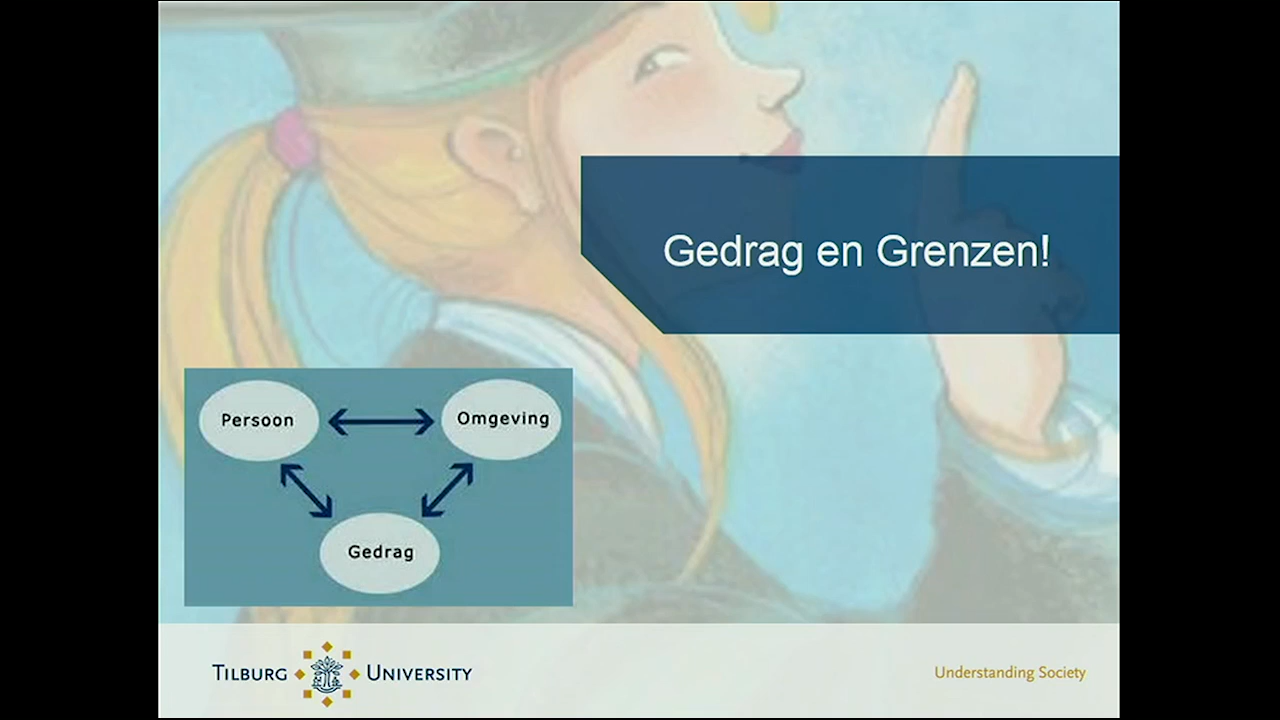 Gedrag en Grenzen!
Persoon
Omgeving
Gedrag
TILBURG UNIVERSITY
Understanding Society